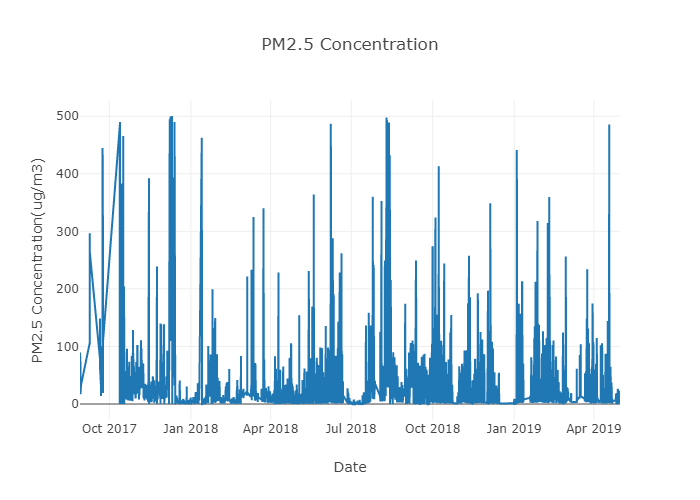 PM2.5 Concentration
500
400
300
200
100
0
PM2.5 Concentration(ug/m3)
Oct 2017 Jan 2018 Apr 2018 Jul 2018 Oct 2018 Jan 2019 Apr 2019
Date